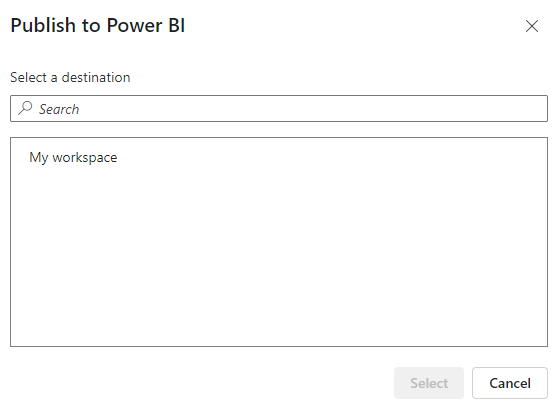 Publish to Power BI
Select a destination
Search
My workspace
Select
Cancel